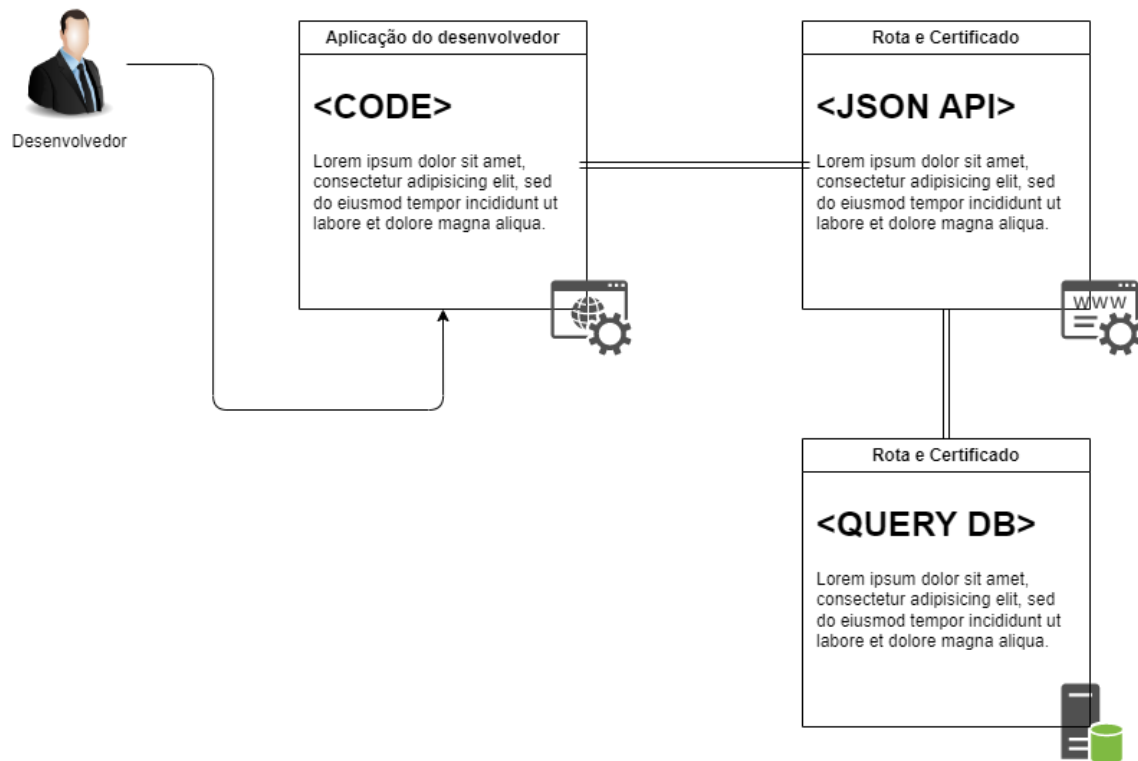 Desenvolvedor
Aplicação do desenvolvedor
<CODE>
Lorem ipsum dolor sit amet,
consectetur adipisicing elit, sed
do eiusmod tempor incididunt ut
labore et dolore magna aliqua.
Rota e Certificado
<JSON API>
Lorem ipsum dolor sit amet,
consectetur adipisicing elit, sed
do eiusmod tempor incididunt ut
labore et dolore magna aliqua.
WWW
Rota e Certificado
<QUERY DB>
Lorem ipsum dolor sit amet,
consectetur adipisicing elit, sed
do eiusmod tempor incididunt ut
labore et dolore magna aliqua.